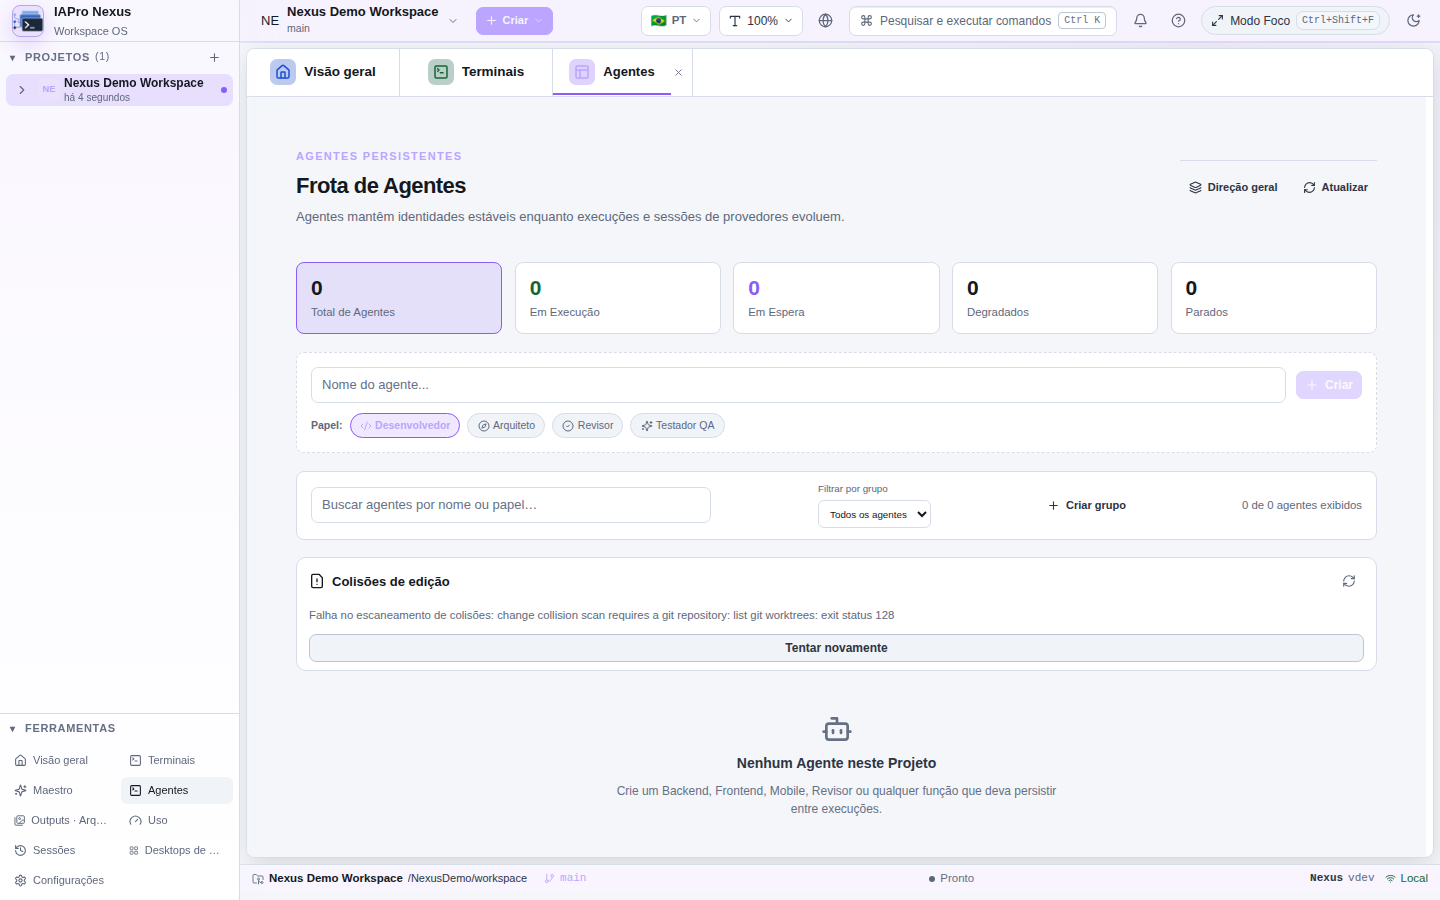 IAPro Nexus
Workspace OS
NE
Nexus Demo Workspace
main
Criar
PT
100%
Pesquisar e executar comandos
Ctrl K
Modo Foco
Ctrl+Shift+F
PROJETOS (1)
NE
Nexus Demo Workspace
há 4 segundos
Visão geral
Terminais
Agentes
AGENTES PERSISTENTES
Frota de Agentes
Agentes mantêm identidades estáveis enquanto execuções e sessões de provedores evoluem.
Direção geral
Atualizar
0
Total de Agentes
0
Em Execução
0
Em Espera
0
Degradados
0
Parados
Nome do agente...
Criar
Papel:
Desenvolvedor
Arquiteto
Revisor
Testador QA
Buscar agentes por nome ou papel…
Filtrar por grupo
Todos os agentes
Criar grupo
0 de 0 agentes exibidos
Colisões de edição
Falha no escaneamento de colisões: change collision scan requires a git repository: list git worktrees: exit status 128
Tentar novamente
Nenhum Agente neste Projeto
Crie um Backend, Frontend, Mobile, Revisor ou qualquer função que deva persistir
entre execuções.
FERRAMENTAS
Visão geral
Terminais
Maestro
Agentes
Outputs · Arq…
Uso
Sessões
Desktops de …
Configurações
Nexus Demo Workspace /NexusDemo/workspace
main
Pronto
Nexus vdev
Local